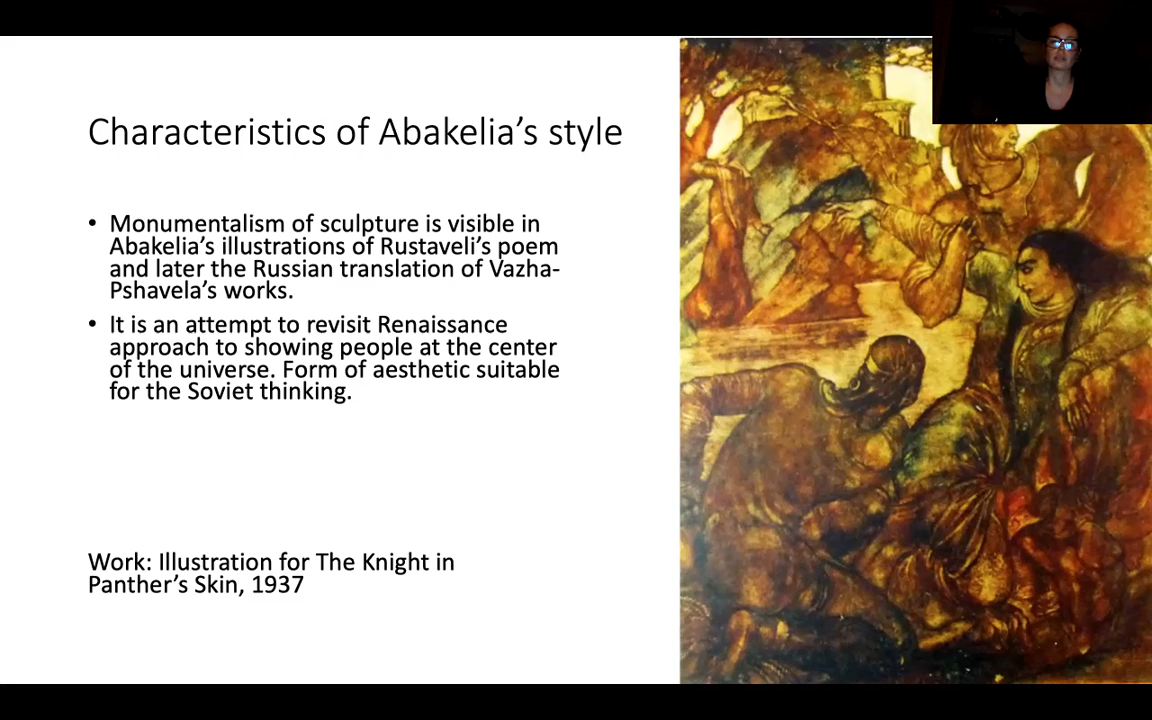 Characteristics of Abakelia’s style
• Monumentalism of sculpture is visible in
Abakelia’s illustrations of Rustaveli’s poem
and later the Russian translation of Vazha-
Pshavela’s works.
• It is an attempt to revisit Renaissance
approach to showing people at the center
of the universe. Form of aesthetic suitable
for the Soviet thinking.
Work: Illustration for The Knight in
Panther’s Skin, 1937